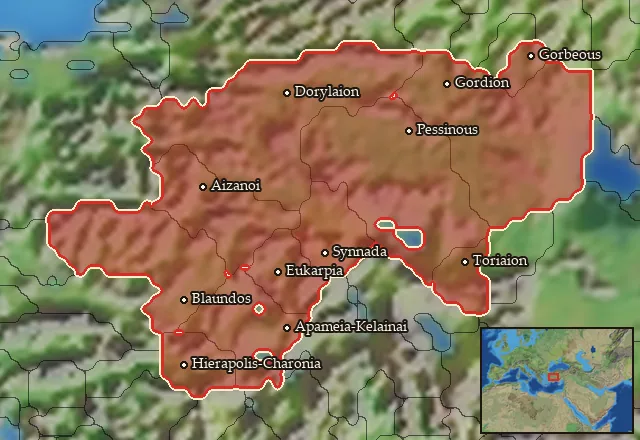 Gorbeous
Gordion
Dorylaion
Pessinous
Aizanoi
Synnada
Toriaion
Eukarpia
Blaundos
Apameia-Kelainai
Hierapolis-Charonia